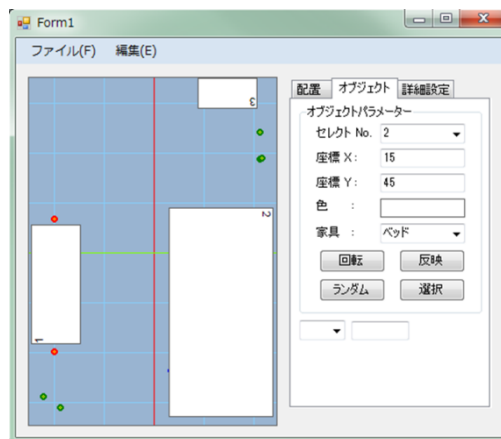 Form1
ファイル(F) 編集(E)
配置 オブジェクト 詳細設定
オブジェクトパラメーター
セレクト No. 2
座標 X: 15
座標 Y: 45
色 :
家具 : ベッド
回転 反映
ランダム 選択
3
2
1